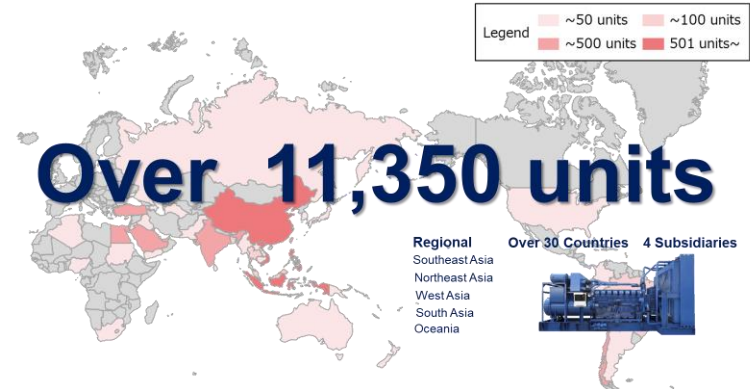 Legend
~50 units
~100 units
~500 units
501 units~
Over 11,350 units
Regional
Southeast Asia
Northeast Asia
West Asia
South Asia
Oceania
Over 30 Countries
4 Subsidiaries